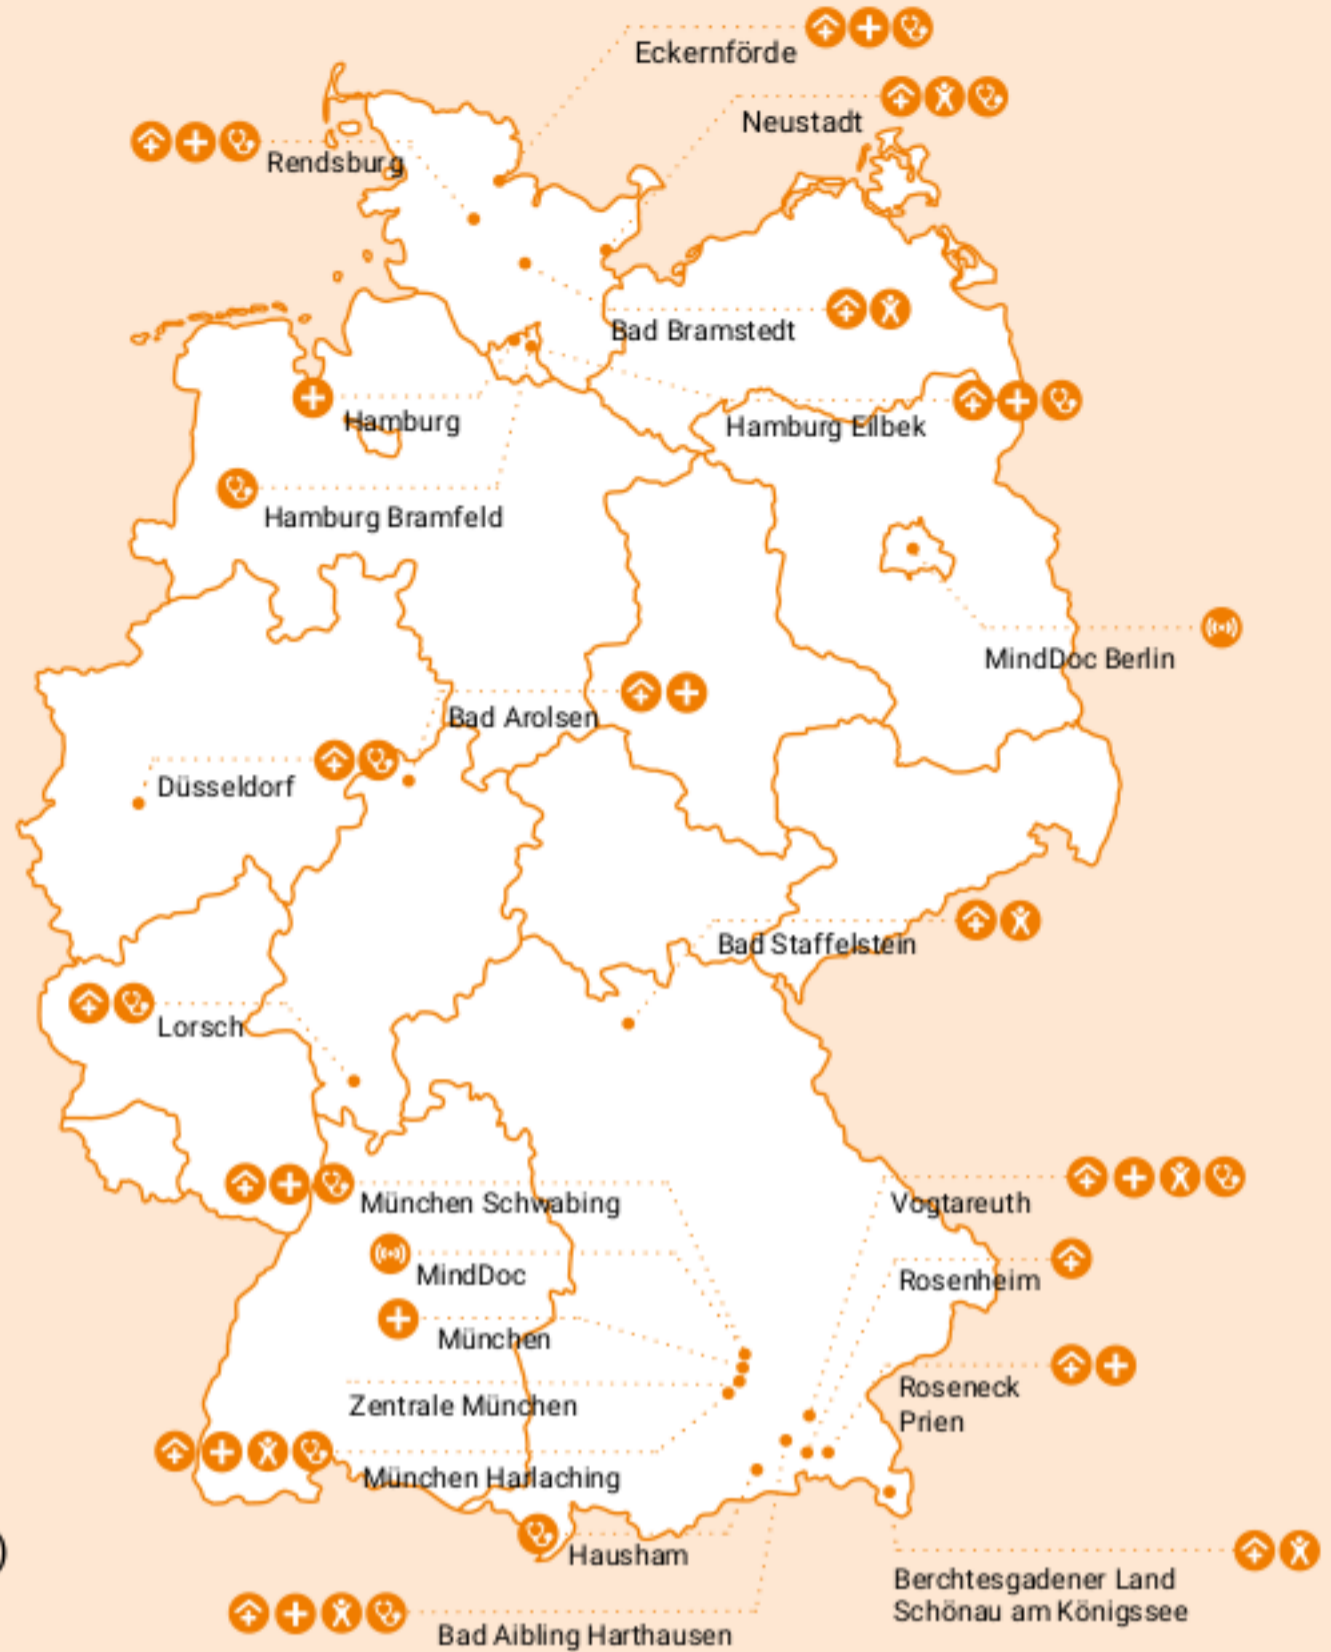 Eckernförde
Neustadt
Rendsburg
Bad Bramstedt
Hamburg
Hamburg Eilbek
Hamburg Bramfeld
MindDoc Berlin
Bad Arolsen
Düsseldorf
Bad Staffelstein
Lorsch
München Schwabing
Vogtareuth
MindDoc
Rosenheim
München
Roseneck
Prien
Zentrale München
München Harlaching
Hausham
Berchtesgadener Land
Schönau am Königssee
Bad Aibling Harthausen
)